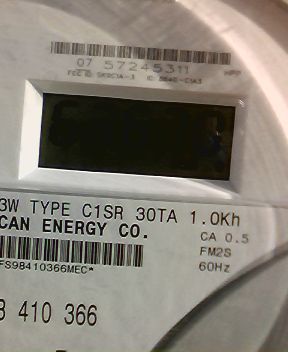 07 57245311
3W TYPE C1SR 30TA 1.0Kh
CAN ENERGY CO.
CA 0.5
FM2S
FS98410366MEC*
60Hz
3 410 366